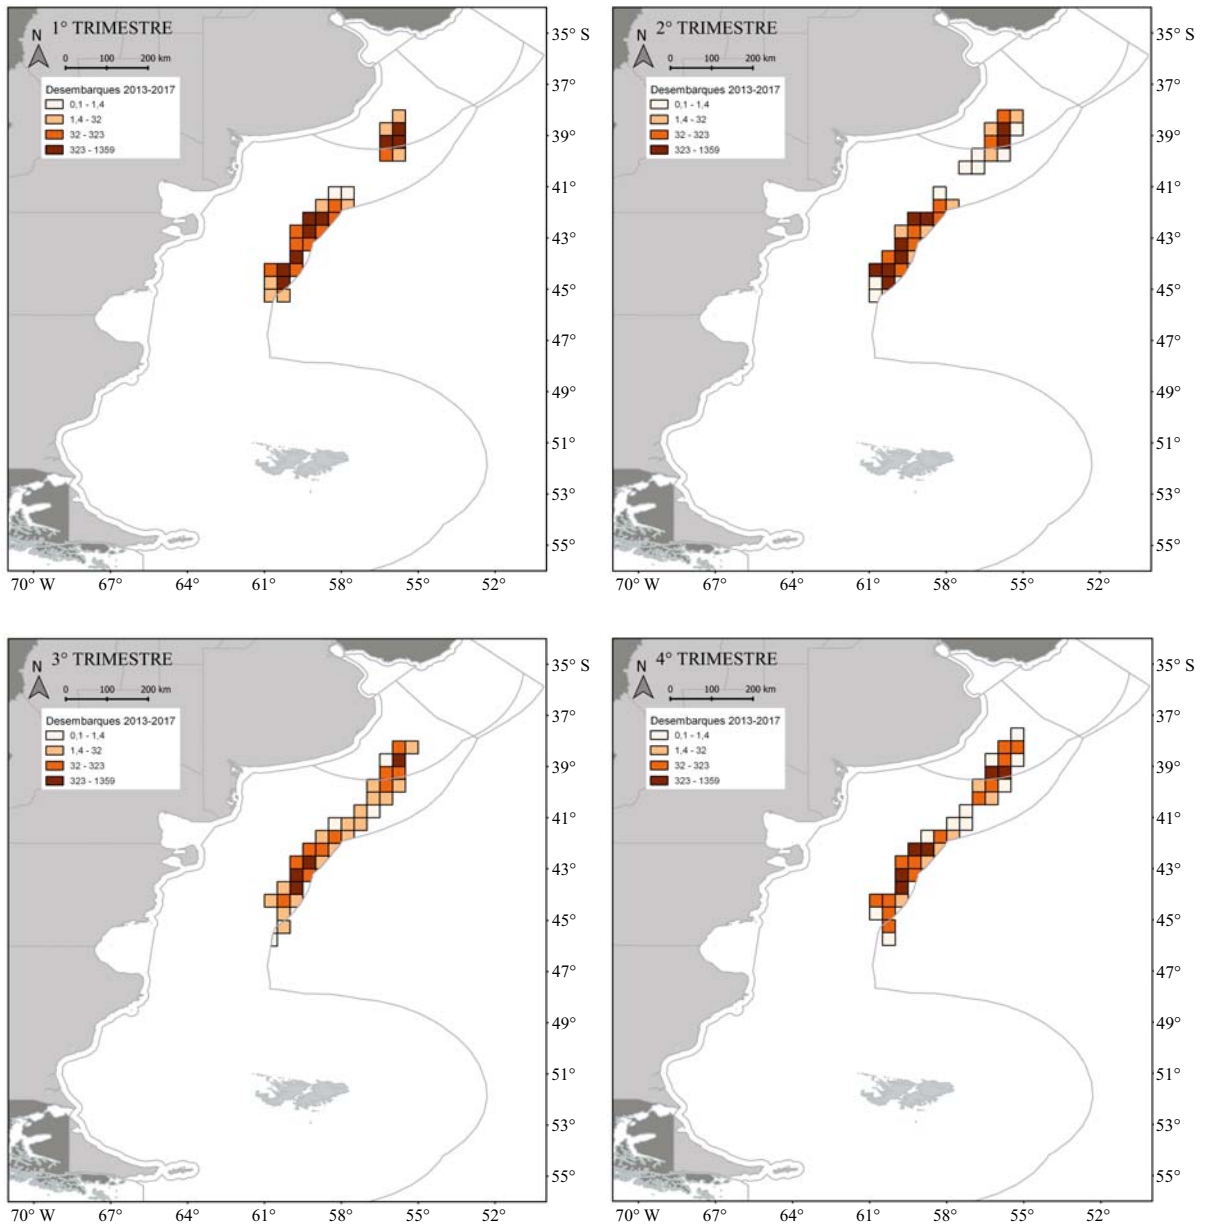 1° TRIMESTRE
N
0 100 200 km
Desembarques 2013-2017
0,1 - 1,4
1,4 - 32
32 - 323
323 - 1359
35° S
37°
39°
41°
43°
45°
47°
49°
51°
53°
55°
70° W 67° 64° 61° 58° 55° 52°
2° TRIMESTRE
N
0 100 200 km
Desembarques 2013-2017
0,1 - 1,4
1,4 - 32
32 - 323
323 - 1359
35° S
37°
39°
41°
43°
45°
47°
49°
51°
53°
55°
70° W 67° 64° 61° 58° 55° 52°
3° TRIMESTRE
N
0 100 200 km
Desembarques 2013-2017
0,1 - 1,4
1,4 - 32
32 - 323
323 - 1359
35° S
37°
39°
41°
43°
45°
47°
49°
51°
53°
55°
70° W 67° 64° 61° 58° 55° 52°
4° TRIMESTRE
N
0 100 200 km
Desembarques 2013-2017
0,1 - 1,4
1,4 - 32
32 - 323
323 - 1359
35° S
37°
39°
41°
43°
45°
47°
49°
51°
53°
55°
70° W 67° 64° 61° 58° 55° 52°